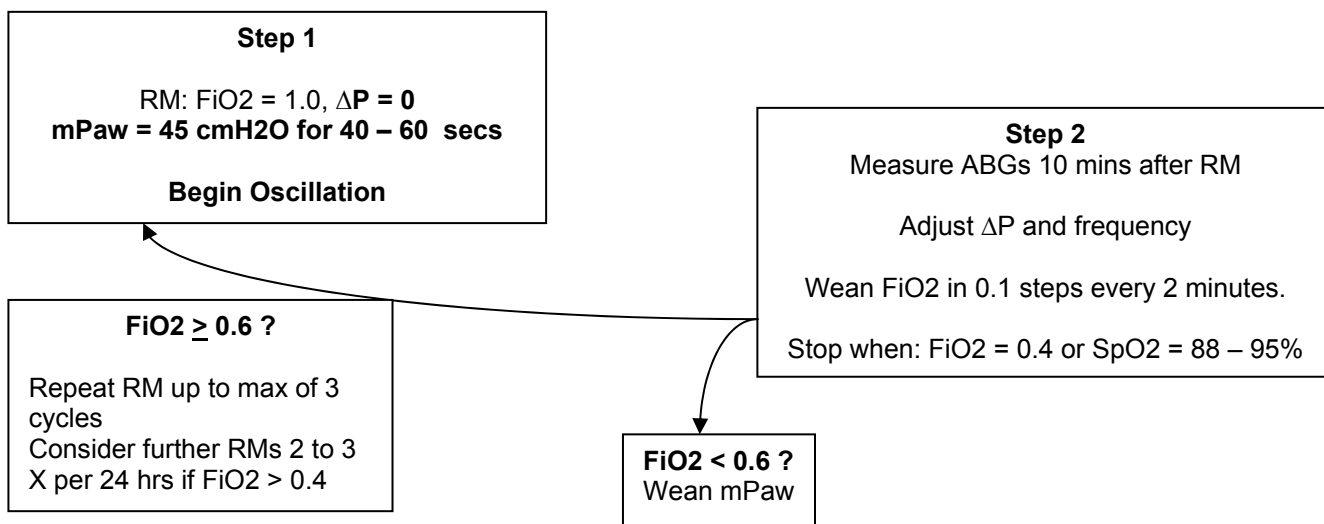 Step 1
RM: FiO2 = 1.0, ∆P = 0
mPaw = 45 cmH2O for 40 – 60 secs
Begin Oscillation
Step 2
Measure ABGs 10 mins after RM
Adjust ∆P and frequency
Wean FiO2 in 0.1 steps every 2 minutes.
Stop when: FiO2 = 0.4 or SpO2 = 88 – 95%
FiO2 ≥ 0.6 ?
Repeat RM up to max of 3
cycles
Consider further RMs 2 to 3
X per 24 hrs if FiO2 > 0.4
FiO2 < 0.6 ?
Wean mPaw